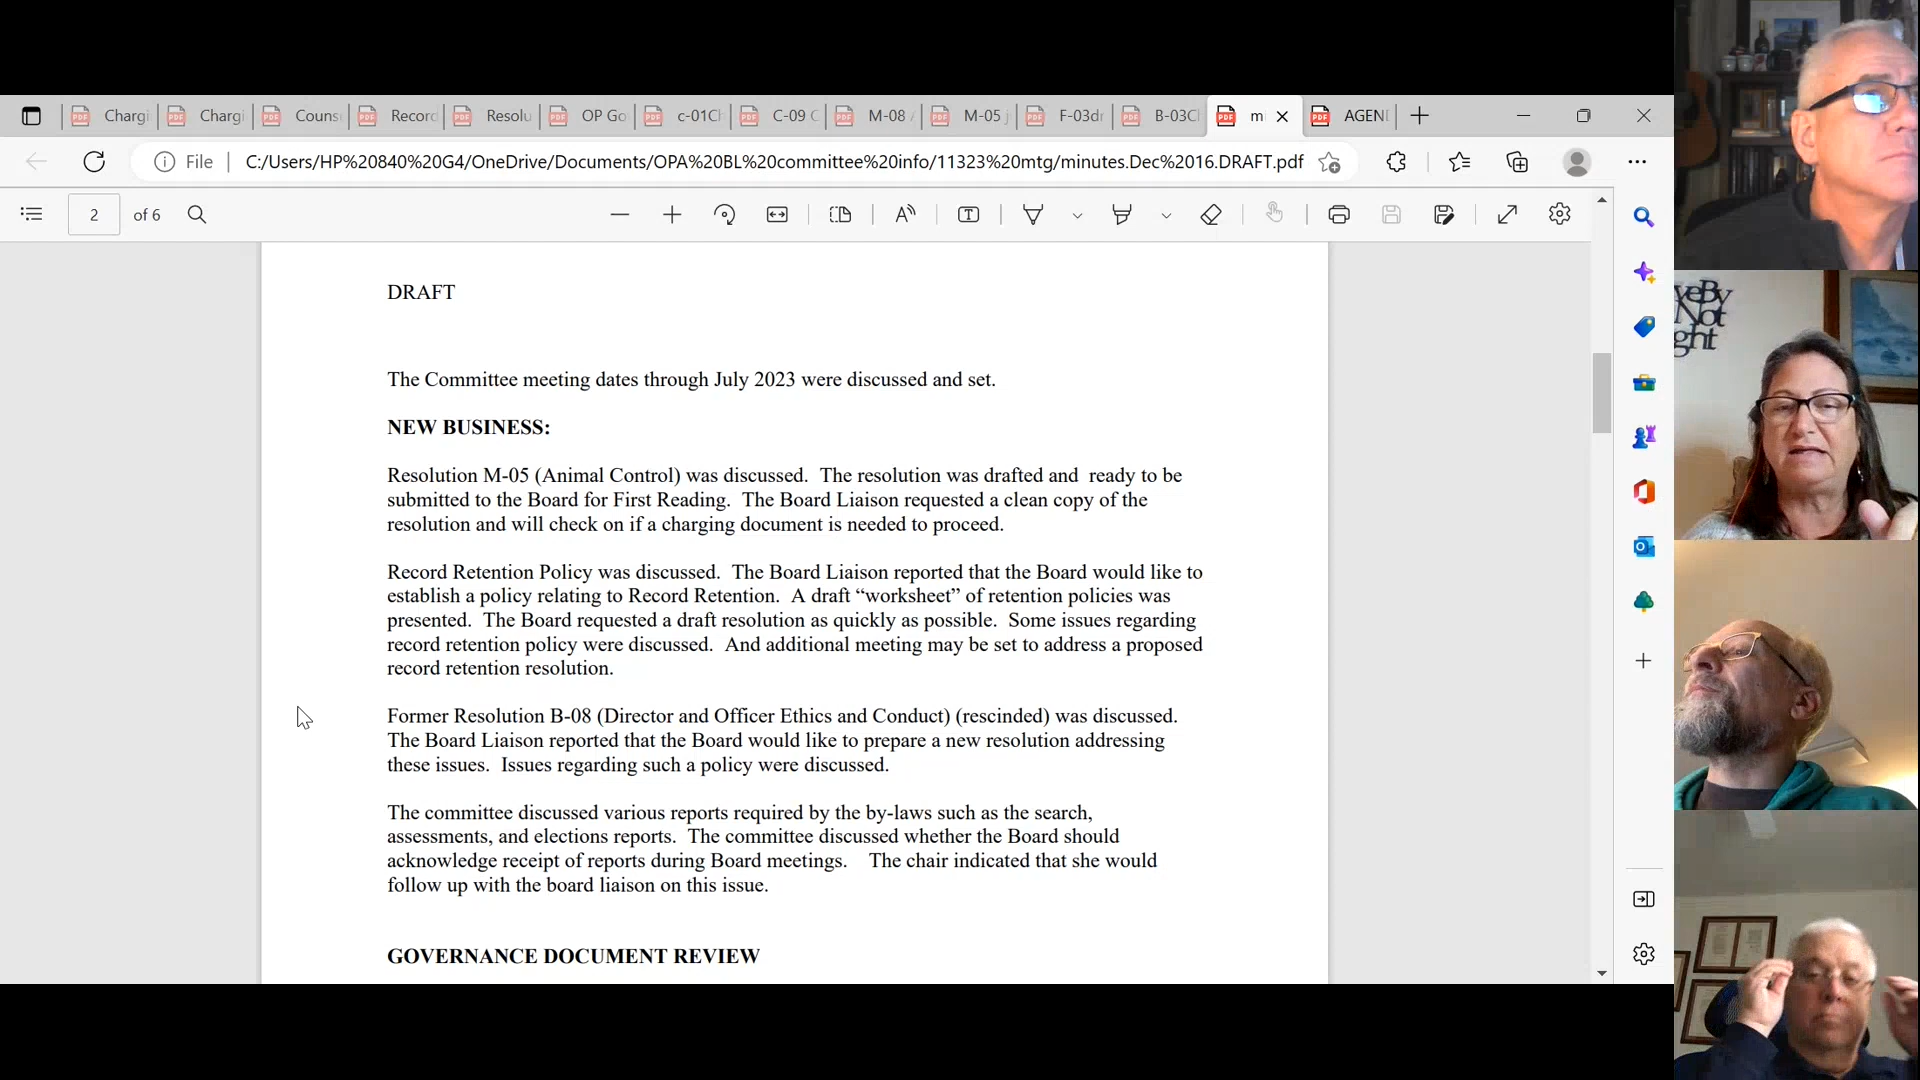 Chargi
Chargi
Couns
Record
Resolu
OP Go
c-01Ch
C-09 C
M-08
M-05
F-03dr
B-03Cl
AGEN
File
C:/Users/HP%20840%20G4/OneDrive/Documents/OPA%20BL%20committee%20info/11323%20mtg/minutes.Dec%2016.DRAFT.pdf
2 of 6
DRAFT
The Committee meeting dates through July 2023 were discussed and set.
NEW BUSINESS:
Resolution M-05 (Animal Control) was discussed.  The resolution was drafted and  ready to be
submitted to the Board for First Reading.  The Board Liaison requested a clean copy of the
resolution and will check on if a charging document is needed to proceed.
Record Retention Policy was discussed.  The Board Liaison reported that the Board would like to
establish a policy relating to Record Retention.  A draft “worksheet” of retention policies was
presented.  The Board requested a draft resolution as quickly as possible.  Some issues regarding
record retention policy were discussed.  And additional meeting may be set to address a proposed
record retention resolution.
Former Resolution B-08 (Director and Officer Ethics and Conduct) (rescinded) was discussed.
The Board Liaison reported that the Board would like to prepare a new resolution addressing
these issues.  Issues regarding such a policy were discussed.
The committee discussed various reports required by the by-laws such as the search,
assessments, and elections reports.  The committee discussed whether the Board should
acknowledge receipt of reports during Board meetings.    The chair indicated that she would
follow up with the board liaison on this issue.
GOVERNANCE DOCUMENT REVIEW
veBy
Not
ght